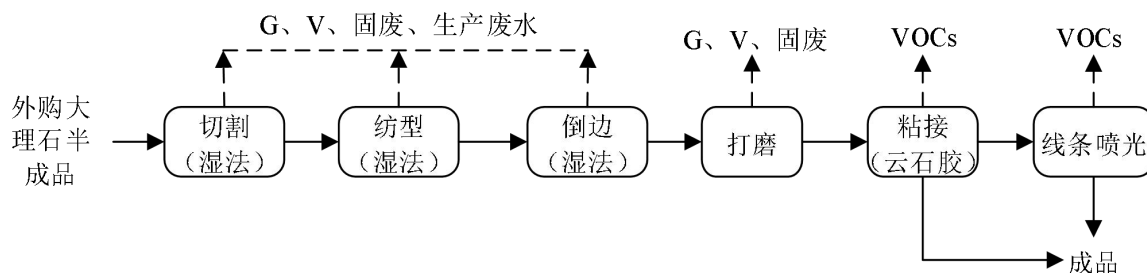 G、V、固废、生产废水
G、V、固废
VOCs
VOCs
外购大
理石半
成品
切割
（湿法）
纺型
（湿法）
倒边
（湿法）
打磨
粘接
（云石胶）
线条喷光
成品